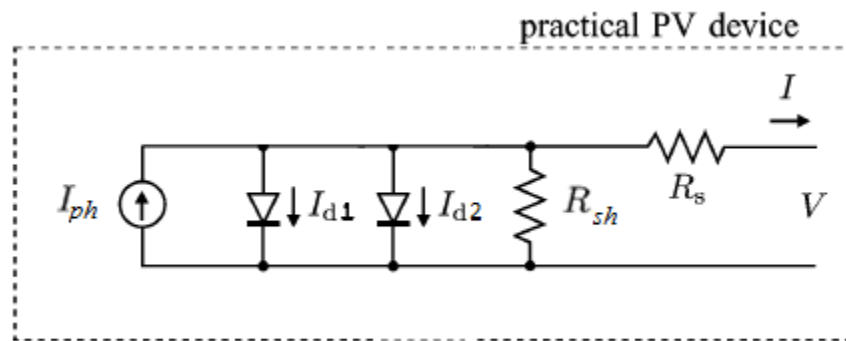 practical PV device
I
I_ph
I_d1
I_d2
R_sh
R_s
V